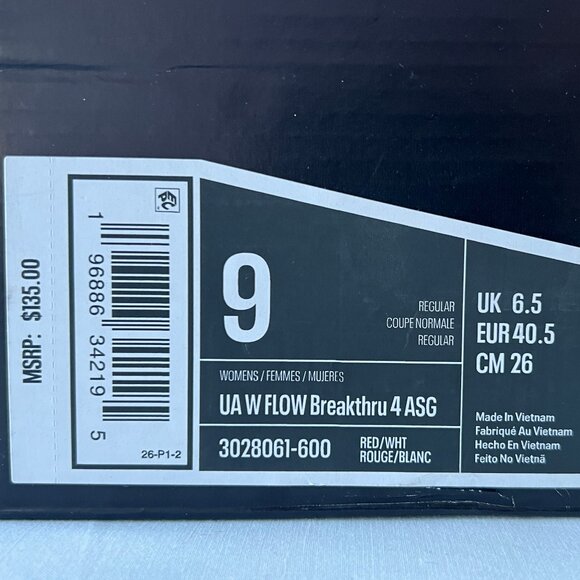 MSRP: $135.00
1 96886 34219 5
26-P1-2
9
REGULAR
COUPE NORMALE
REGULAR
WOMENS / FEMMES / MUJERES
UA W FLOW Breakthru 4 ASG
3028061-600
RED/WHT
ROUGE/BLANC
UK 6.5
EUR 40.5
CM 26
Made In Vietnam
Fabriqué Au Vietnam
Hecho En Vietnam
Feito No Vietnã